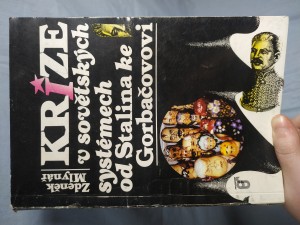 Zdeněk
Mlynář
KRIZE
v sovětských
systémech
od Stalina ke
Gorbačovovi